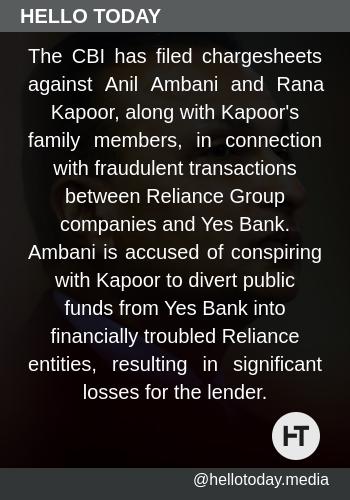 HELLO TODAY
The CBI has filed chargesheets
against Anil Ambani and Rana
Kapoor, along with Kapoor's
family members, in connection
with fraudulent transactions
between Reliance Group
companies and Yes Bank.
Ambani is accused of conspiring
with Kapoor to divert public
funds from Yes Bank into
financially troubled Reliance
entities, resulting in significant
losses for the lender.
HT
@hellotoday.media